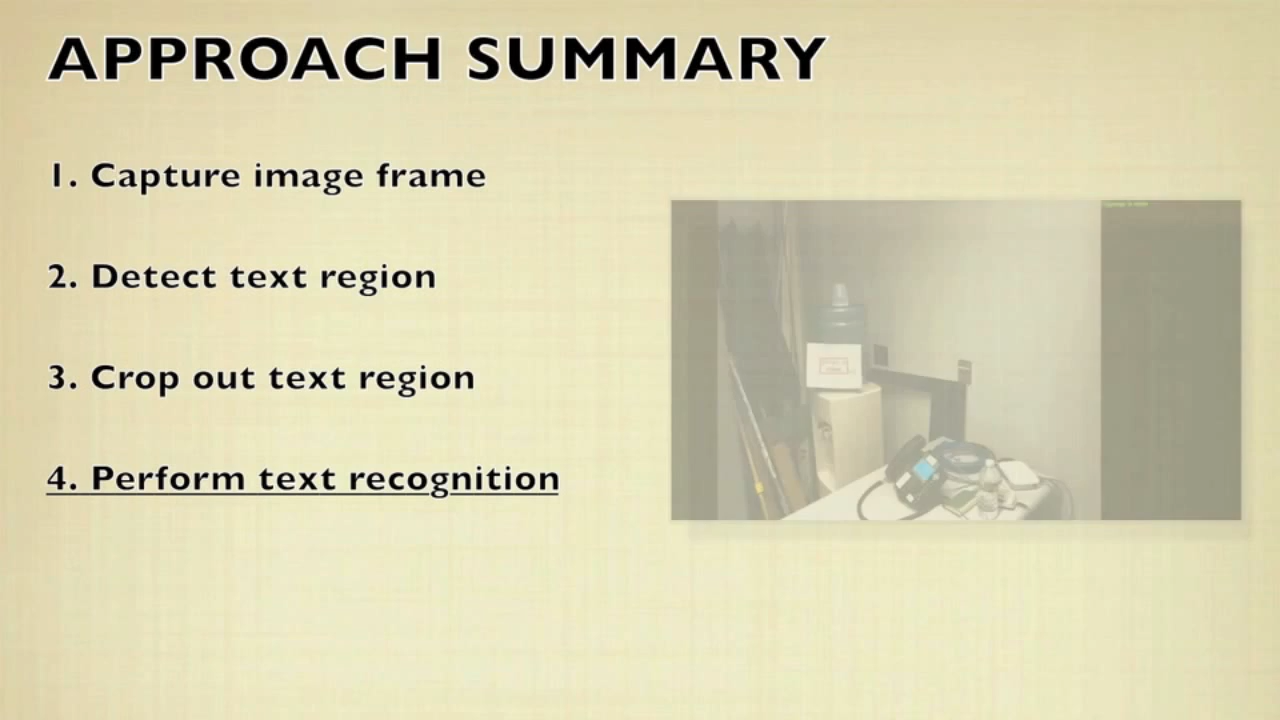 APPROACH SUMMARY
1. Capture image frame
2. Detect text region
3. Crop out text region
4. Perform text recognition